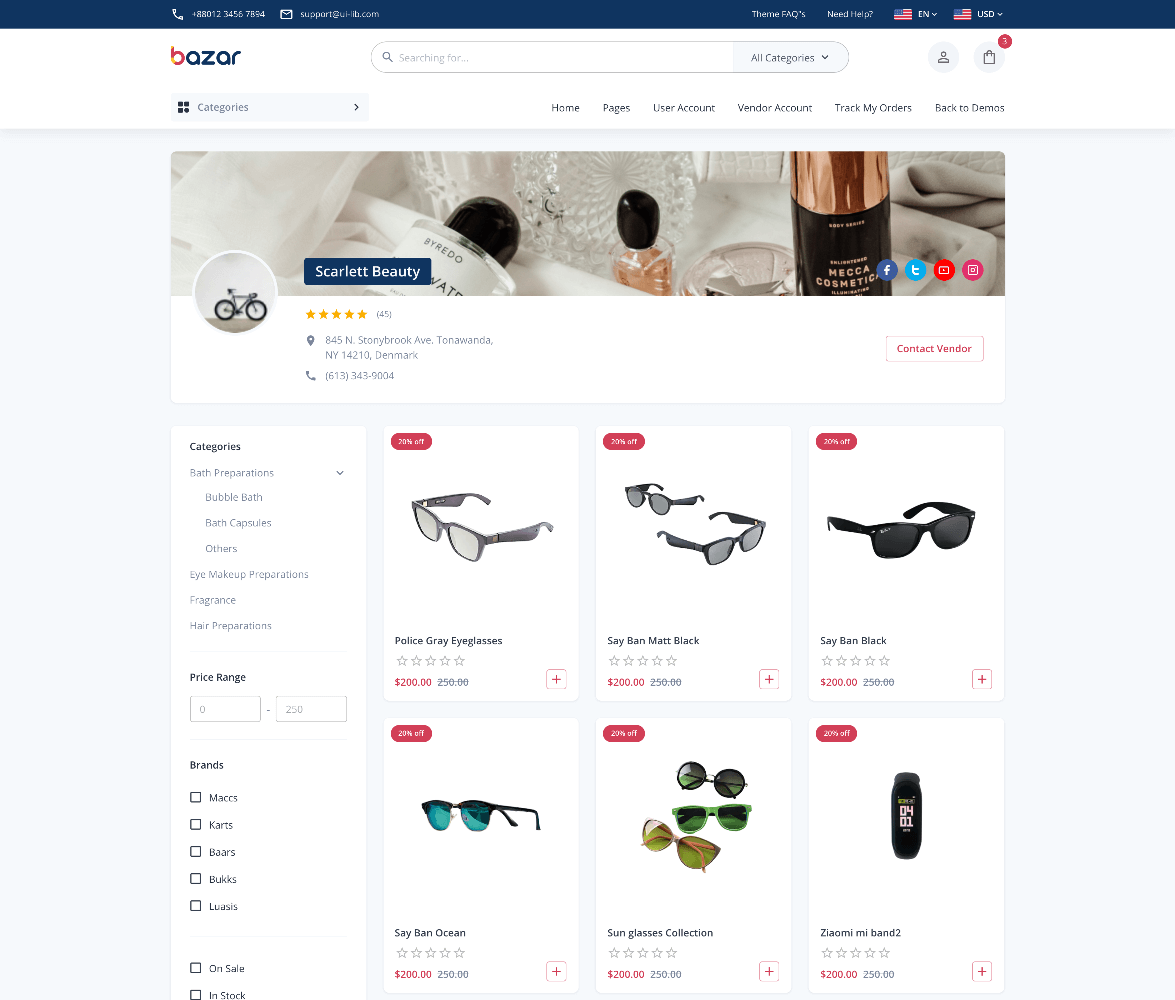 +88012 3456 7894
support@ui-lib.com
Theme FAQ"s
Need Help?
EN
USD
bazar
Searching for...
All Categories
3
Categories
Home
Pages
User Account
Vendor Account
Track My Orders
Back to Demos
BYREDO
WAT
BODY SERIES
ENLIGHTENED
MECCA
COSMETICA
ILLUMINATING
Scarlett Beauty
(45)
845 N. Stonybrook Ave. Tonawanda,
NY 14210, Denmark
(613) 343-9004
Contact Vendor
Categories
Bath Preparations
Bubble Bath
Bath Capsules
Others
Eye Makeup Preparations
Fragrance
Hair Preparations
Price Range
0 - 250
Brands
Maccs
Karts
Baars
Bukks
Luasis
On Sale
In Stock
20% off
Police Gray Eyeglasses
$200.00 250.00
20% off
Say Ban Matt Black
$200.00 250.00
20% off
Say Ban Black
$200.00 250.00
20% off
Say Ban Ocean
$200.00 250.00
20% off
Sun glasses Collection
$200.00 250.00
20% off
04
01
Ziaomi mi band2
$200.00 250.00